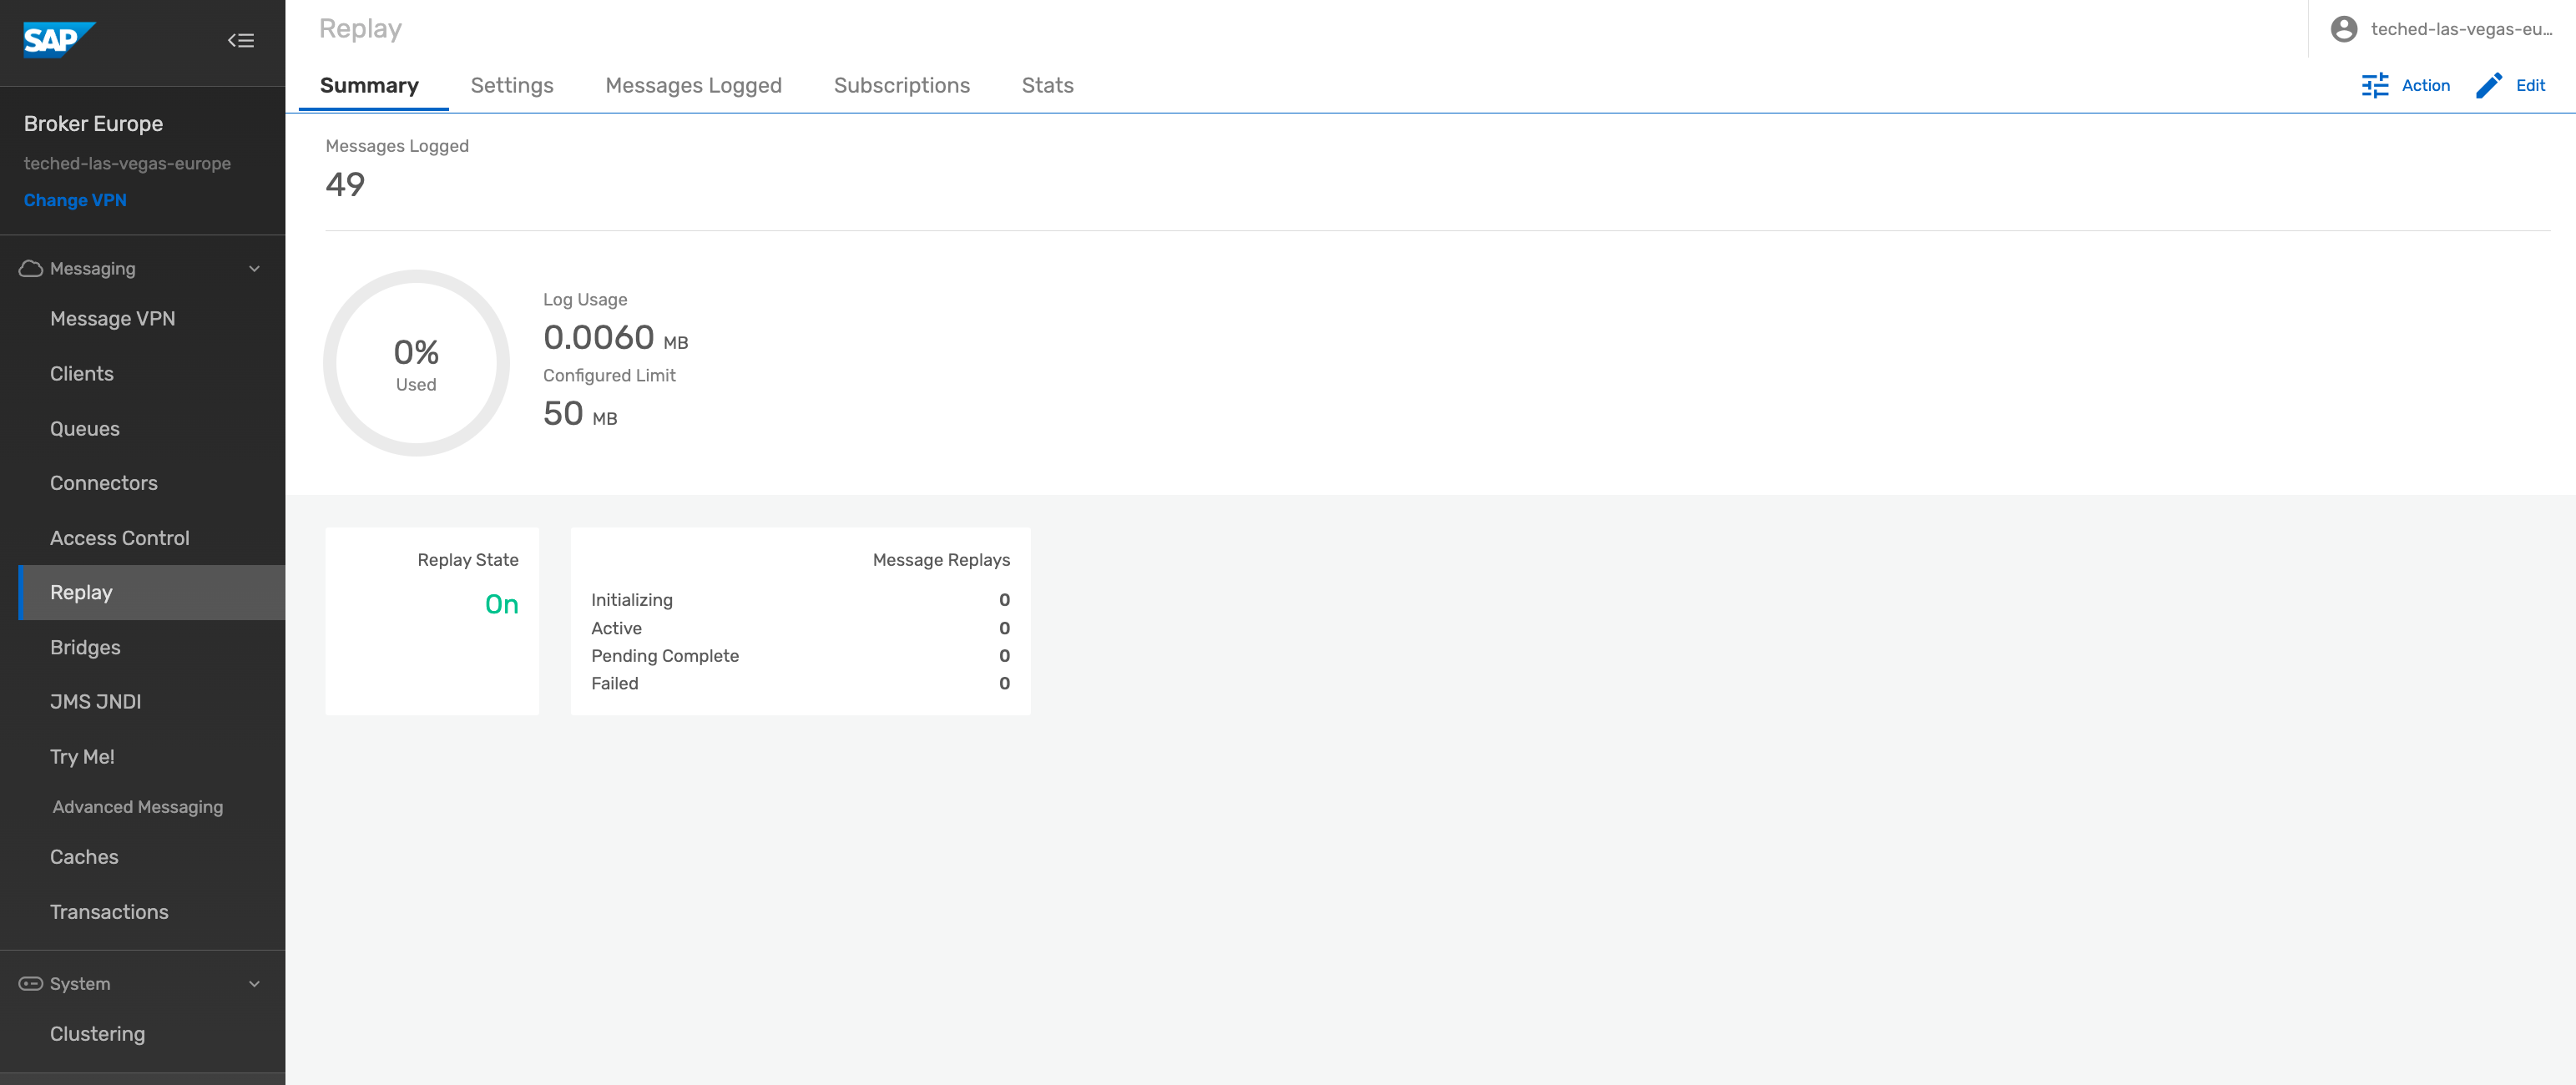 SAP
Broker Europe
teched-las-vegas-europe
Change VPN
Messaging
Message VPN
Clients
Queues
Connectors
Access Control
Replay
Bridges
JMS JNDI
Try Me!
Advanced Messaging
Caches
Transactions
System
Clustering
Replay
teched-las-vegas-eu...
Summary Settings Messages Logged Subscriptions Stats
Action Edit
Messages Logged
49
0%
Used
Log Usage
0.0060 MB
Configured Limit
50 MB
Replay State
On
Message Replays
Initializing 0
Active 0
Pending Complete 0
Failed 0